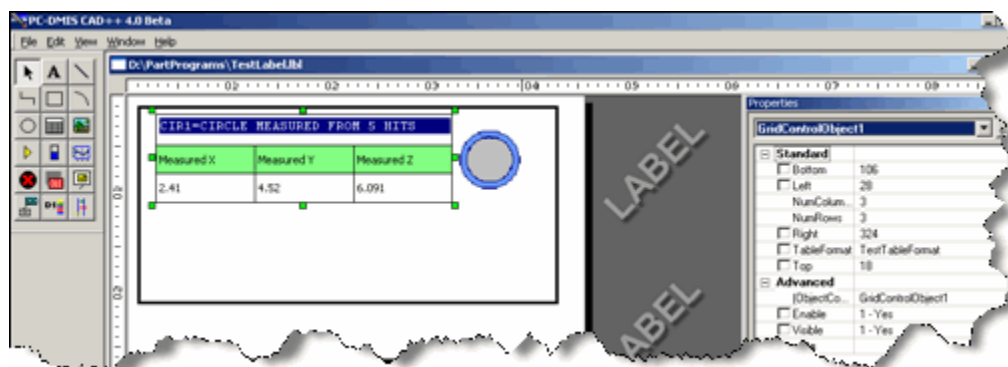 PC-DMIS CAD++ 4.0 Beta
File Edit View Window Help
D:\PartPrograms\TestLabel.lbl
Properties
GridControlObject1
CIR1=CIRCLE MEASURED FROM 5 HITS
Measured X Measured Y Measured Z
2.41 4.52 6.091
LABEL
LABEL
Standard
Bottom 106
Left 28
NumColum... 3
NumRows 3
Right 324
TableFormat TestTableFormat
Top 18
Advanced
(ObjectCo... GridControlObject1
Enable 1 - Yes
Visible 1 - Yes